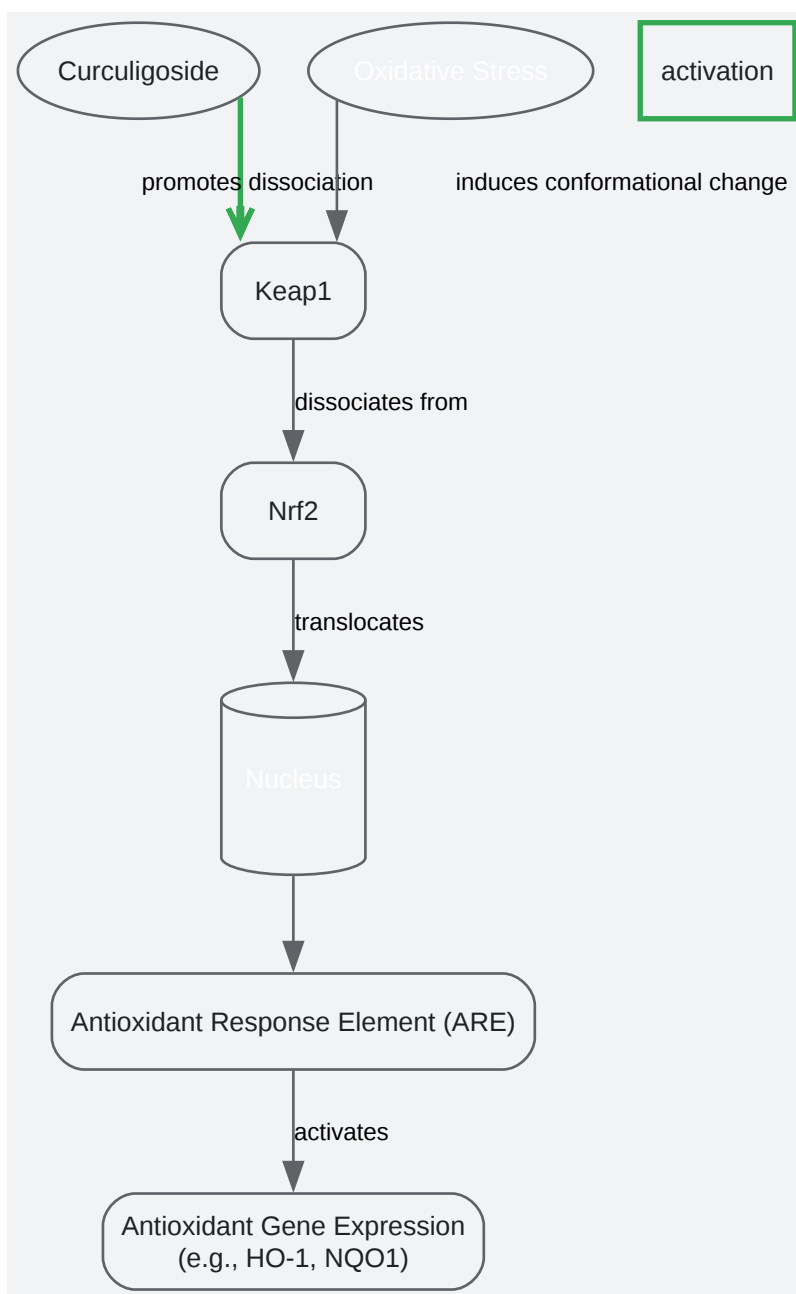 Curculigoside
Oxidative Stress
activation
promotes dissociation
induces conformational change
Keap1
dissociates from
Nrf2
translocates
Nucleus
Antioxidant Response Element (ARE)
activates
Antioxidant Gene Expression
(e.g., HO-1, NQO1)